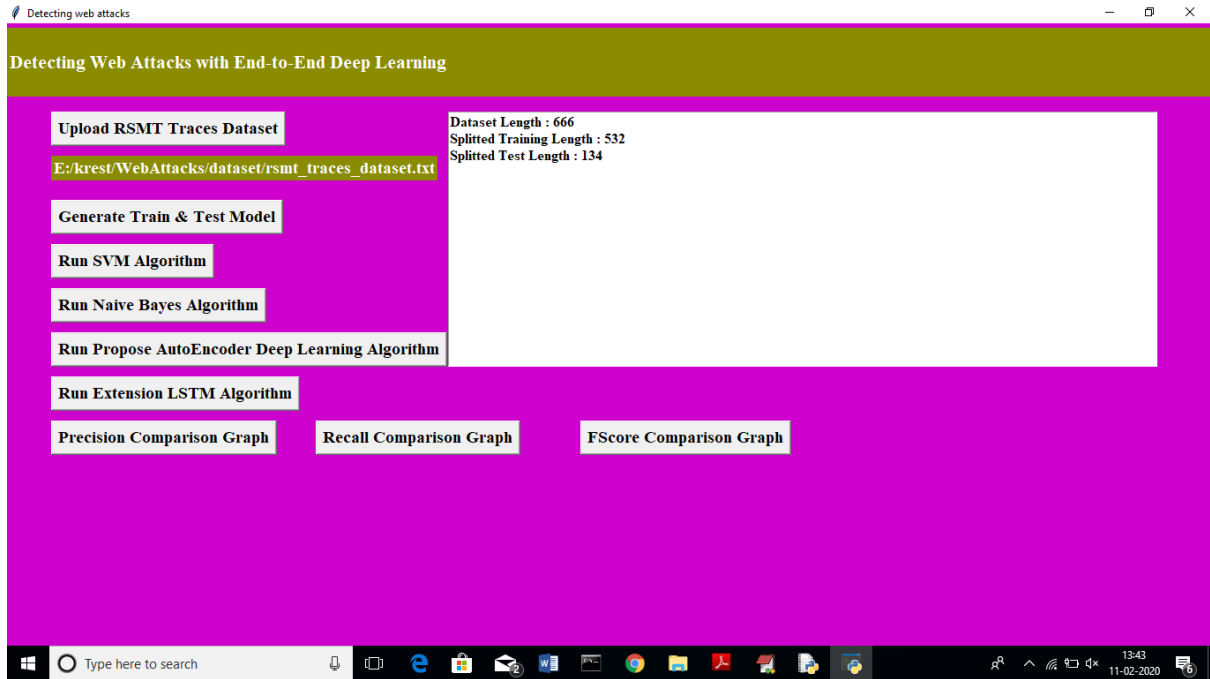 Detecting web attacks
Detecting Web Attacks with End-to-End Deep Learning
Upload RSMT Traces Dataset
E:/krest/WebAttacks/dataset/rsmt_traces_dataset.txt
Generate Train & Test Model
Run SVM Algorithm
Run Naive Bayes Algorithm
Run Propose AutoEncoder Deep Learning Algorithm
Run Extension LSTM Algorithm
Dataset Length : 666
Splitted Training Length : 532
Splitted Test Length : 134
Precision Comparison Graph
Recall Comparison Graph
FScore Comparison Graph
Type here to search
2
13:43
11-02-2020
6